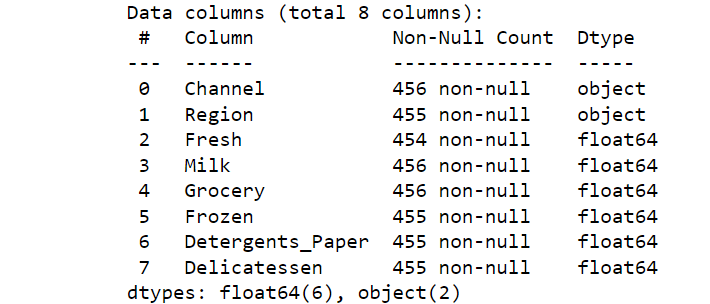 Data columns (total 8 columns):
 #   Column            Non-Null Count  Dtype
---  ------            --------------  -----
 0   Channel           456 non-null    object
 1   Region            455 non-null    object
 2   Fresh             454 non-null    float64
 3   Milk              456 non-null    float64
 4   Grocery           456 non-null    float64
 5   Frozen            455 non-null    float64
 6   Detergents_Paper  455 non-null    float64
 7   Delicatessen      455 non-null    float64
dtypes: float64(6), object(2)